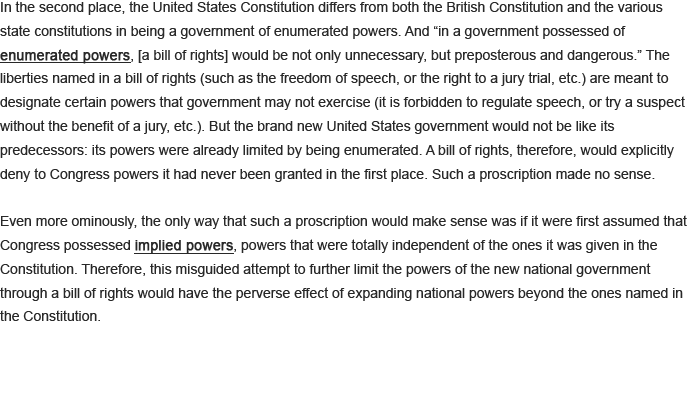 In the second place, the United States Constitution differs from both the British Constitution and the various
state constitutions in being a government of enumerated powers. And “in a government possessed of
enumerated powers, [a bill of rights] would be not only unnecessary, but preposterous and dangerous.” The
liberties named in a bill of rights (such as the freedom of speech, or the right to a jury trial, etc.) are meant to
designate certain powers that government may not exercise (it is forbidden to regulate speech, or try a suspect
without the benefit of a jury, etc.). But the brand new United States government would not be like its
predecessors: its powers were already limited by being enumerated. A bill of rights, therefore, would explicitly
deny to Congress powers it had never been granted in the first place. Such a proscription made no sense.
Even more ominously, the only way that such a proscription would make sense was if it were first assumed that
Congress possessed implied powers, powers that were totally independent of the ones it was given in the
Constitution. Therefore, this misguided attempt to further limit the powers of the new national government
through a bill of rights would have the perverse effect of expanding national powers beyond the ones named in
the Constitution.